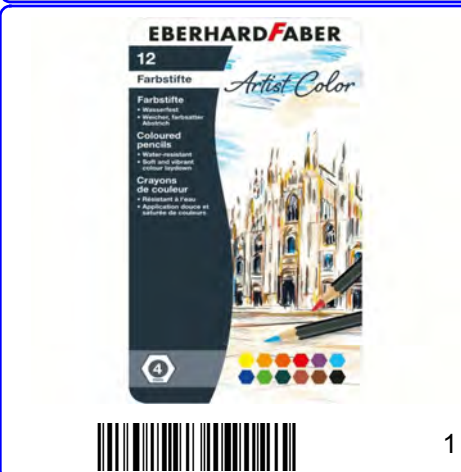 EBERHARDFABER
12
Farbstifte
Artist Color
Farbstifte
• Wasserfest
• Weicher, farbsatter
Abstrich
Coloured
pencils
• Water-resistant
• Soft and vibrant
colour laydown
Crayons
de couleur
• Résistant à l'eau
• Application douce et
saturée de couleurs
4
1